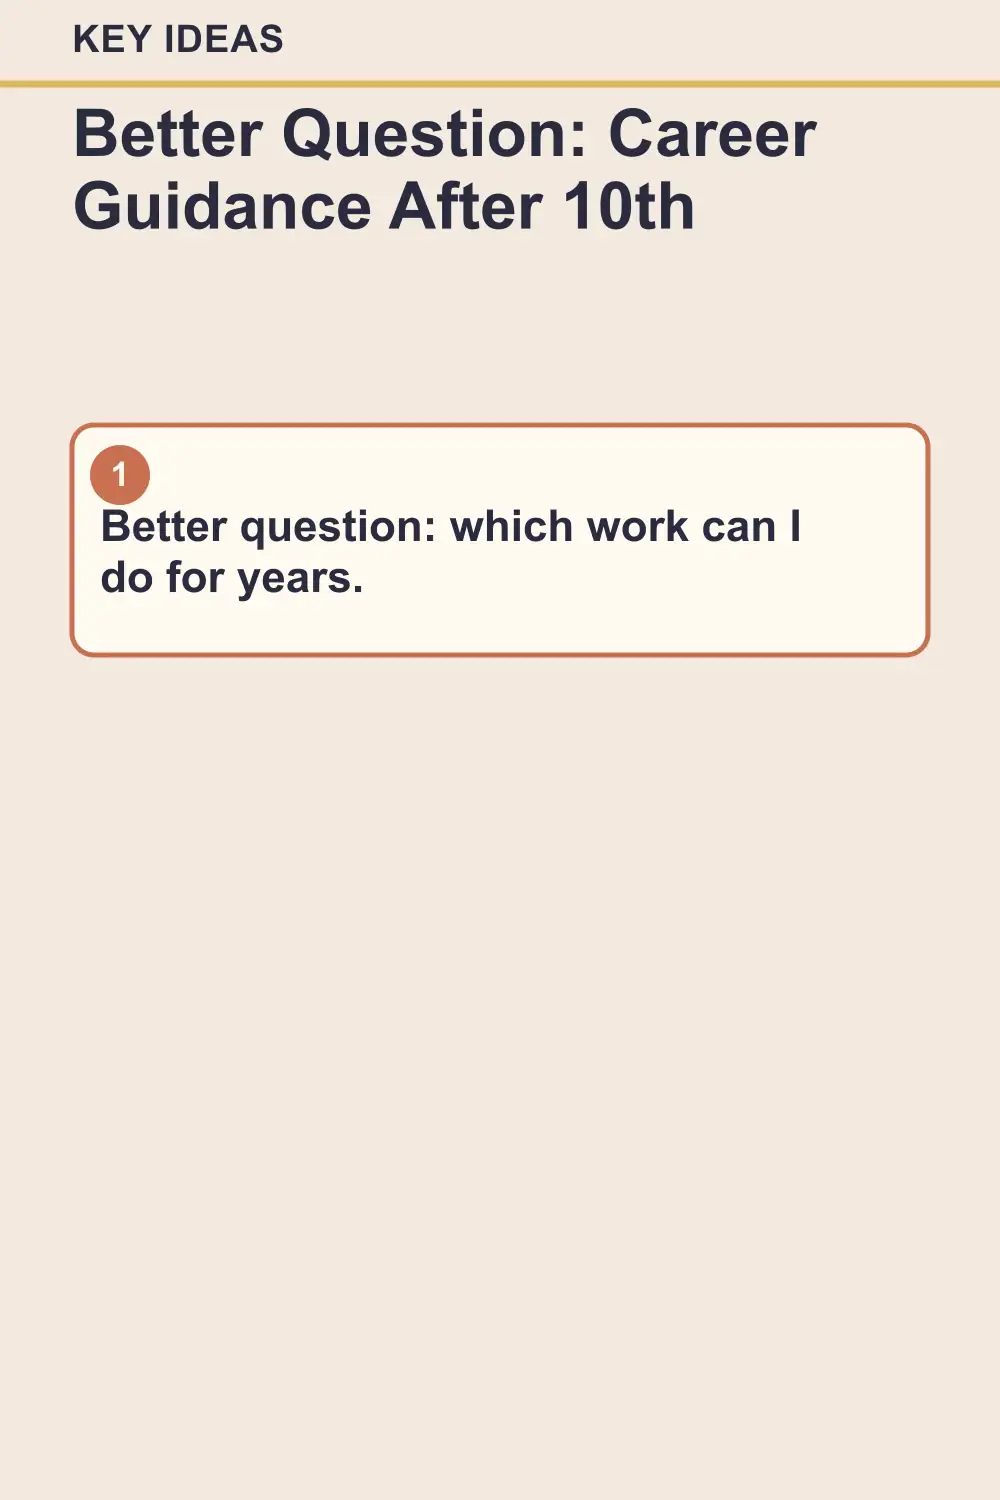 KEY IDEAS
Better Question: Career
Guidance After 10th
1
Better question: which work can I
do for years.